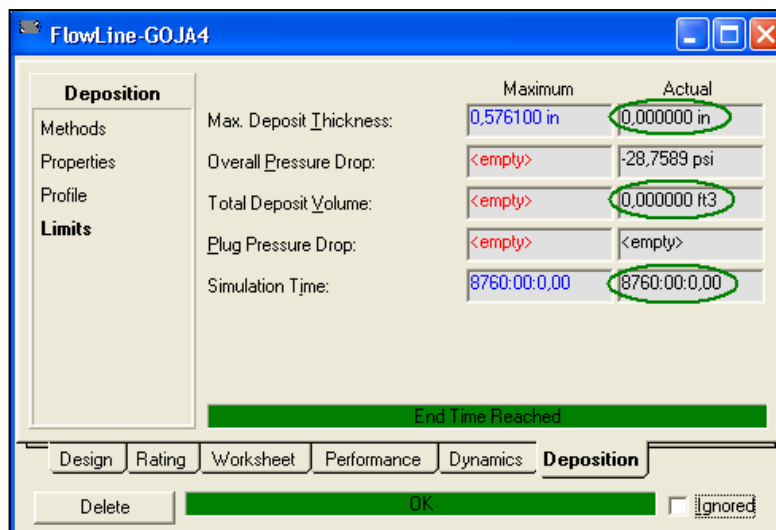 FlowLine-GOJA4
Deposition
Methods
Properties
Profile
Limits
Maximum Actual
Max. Deposit Thickness: 0,576100 in 0,000000 in
Overall Pressure Drop: <empty> -28,7589 psi
Total Deposit Volume: <empty> 0,000000 ft3
Plug Pressure Drop: <empty> <empty>
Simulation Time: 8760:00:0,00 8760:00:0,00
End Time Reached
Design Rating Worksheet Performance Dynamics Deposition
Delete OK Ignored